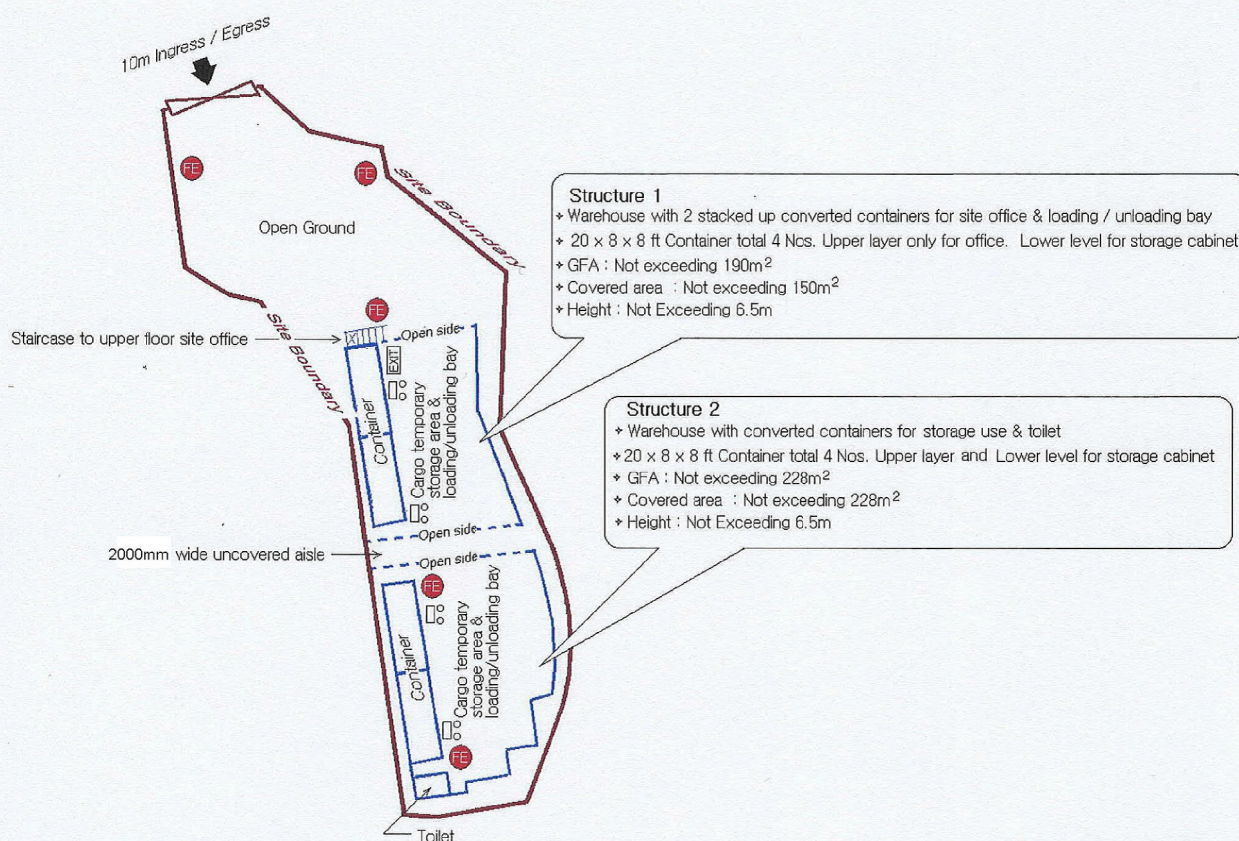 10m Ingress / Egress
FE
FE
Site Boundary
Open Ground
FE
Site Boundary
Staircase to upper floor site office
Open side
EXIT
Container
Cargo temporary
storage area &
loading/unloading bay
Open side
2000mm wide uncovered aisle
Open side
FE
Container
Cargo temporary
storage area &
loading/unloading bay
FE
Toilet
Structure 1
Warehouse with 2 stacked up converted containers for site office & loading / unloading bay
20 x 8 x 8 ft Container total 4 Nos. Upper layer only for office. Lower level for storage cabinet
GFA : Not exceeding 190m²
Covered area : Not exceeding 150m²
Height : Not Exceeding 6.5m
Structure 2
Warehouse with converted containers for storage use & toilet
20 x 8 x 8 ft Container total 4 Nos. Upper layer and Lower level for storage cabinet
GFA : Not exceeding 228m²
Covered area : Not exceeding 228m²
Height : Not Exceeding 6.5m